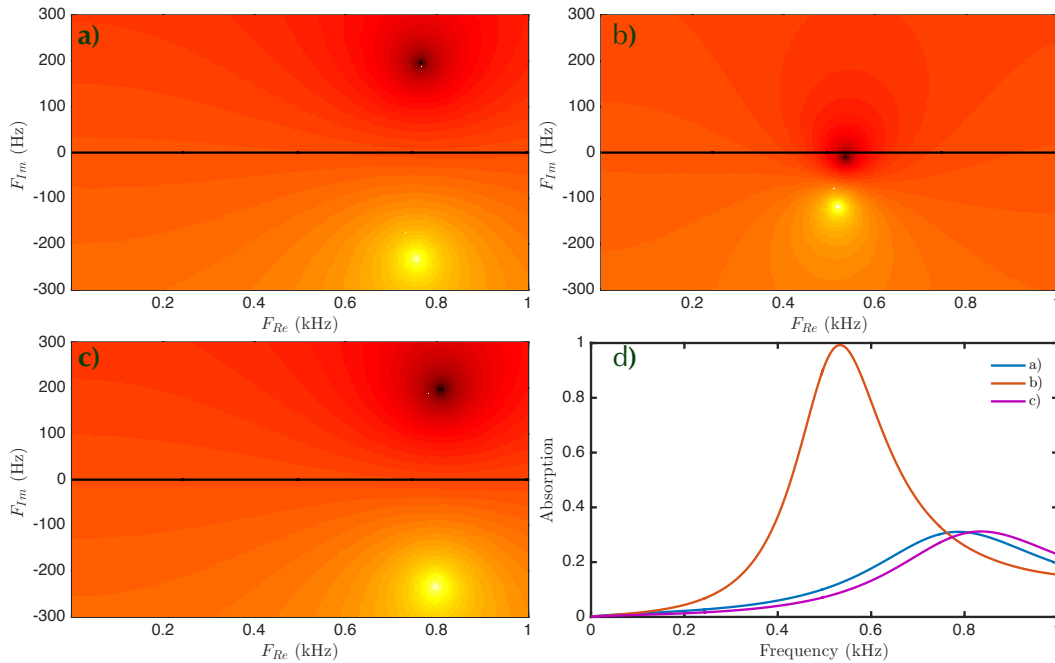 a)
300
200
100
0
-100
-200
-300
0.2 0.4 0.6 0.8 1
F_Re (kHz)
F_Im (Hz)
b)
300
200
100
0
-100
-200
-300
0.2 0.4 0.6 0.8 1
F_Re (kHz)
F_Im (Hz)
c)
300
200
100
0
-100
-200
-300
0.2 0.4 0.6 0.8 1
F_Re (kHz)
F_Im (Hz)
d)
a)
b)
c)
1
0.8
0.6
0.4
0.2
0
0 0.2 0.4 0.6 0.8 1
Frequency (kHz)
Absorption